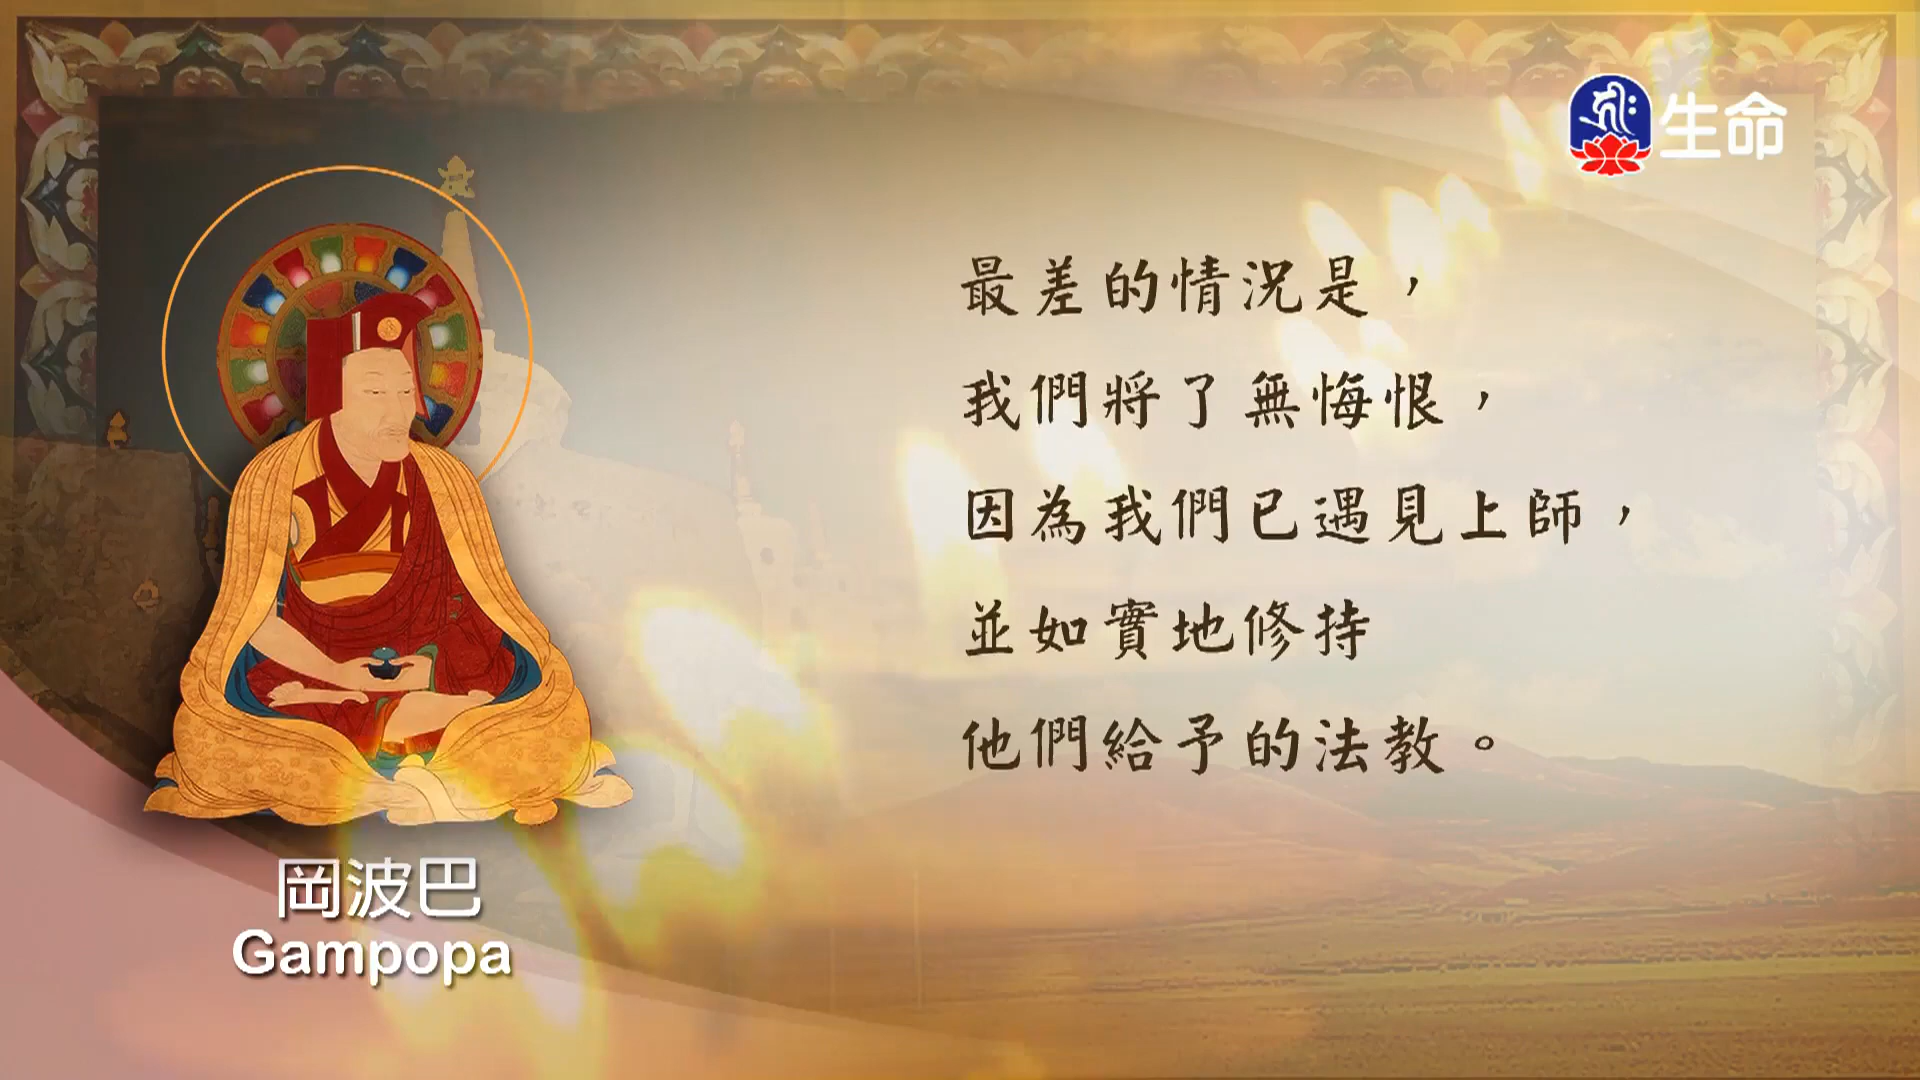 生命
最差的情況是，
我們將了無悔恨，
因為我們已遇見上師，
並如實地修持
他們給予的法教。
岡波巴
Gampopa